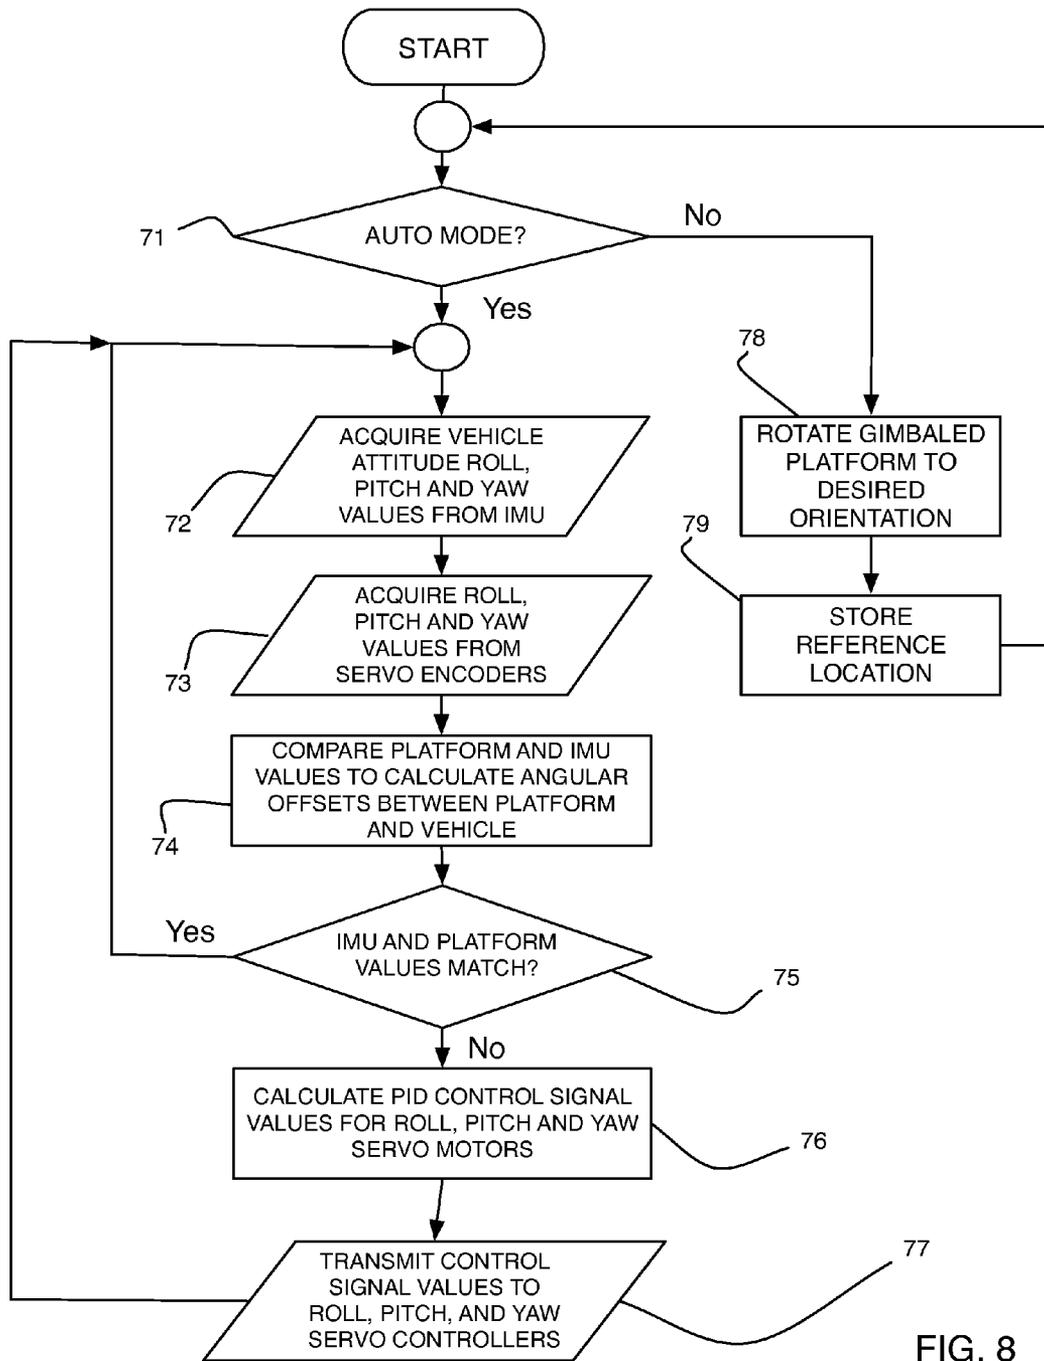 START
71
AUTO MODE?
No
Yes
78
ACQUIRE VEHICLE
ATTITUDE ROLL,
PITCH AND YAW
VALUES FROM IMU
72
ROTATE GIMBALED
PLATFORM TO
DESIRED
ORIENTATION
79
ACQUIRE ROLL,
PITCH AND YAW
VALUES FROM
SERVO ENCODERS
73
STORE
REFERENCE
LOCATION
COMPARE PLATFORM AND IMU
VALUES TO CALCULATE ANGULAR
OFFSETS BETWEEN PLATFORM
AND VEHICLE
74
Yes
IMU AND PLATFORM
VALUES MATCH?
75
No
CALCULATE PID CONTROL SIGNAL
VALUES FOR ROLL, PITCH AND YAW
SERVO MOTORS
76
TRANSMIT CONTROL
SIGNAL VALUES TO
ROLL, PITCH, AND YAW
SERVO CONTROLLERS
77
FIG. 8